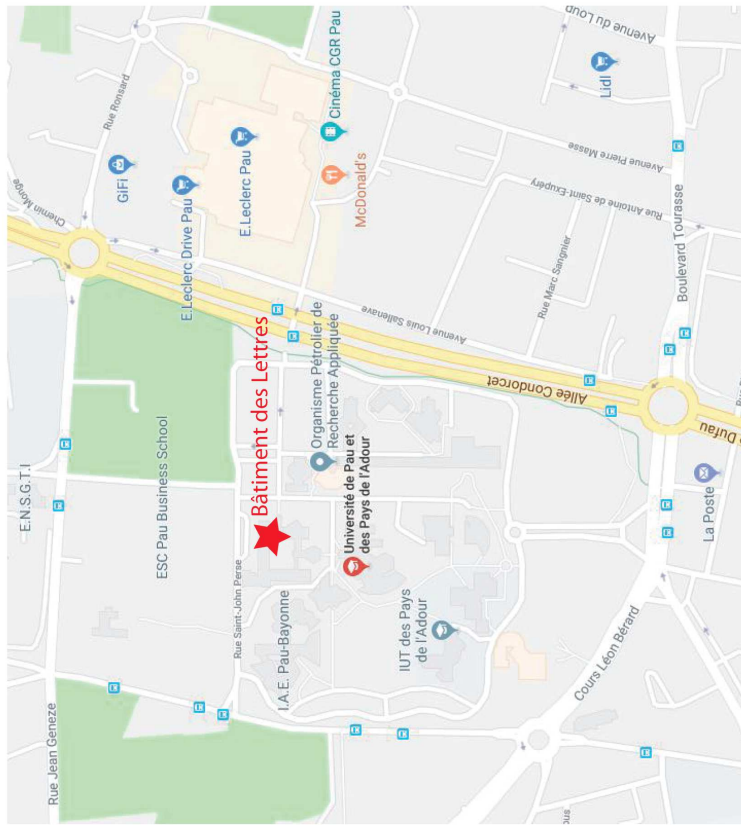 E.N.S.G.T.I
Rue Jean Geneze
Chemin Monge
Rue Ronsard
GiFi
ESC Pau Business School
E.Leclerc Drive Pau
Rue Saint-John Perse
E.Leclerc Pau
Bâtiment des Lettres
I.A.E. Pau-Bayonne
Organisme Pétrolier de
Recherche Appliquée
Cinéma CGR Pau
Université de Pau et
des Pays de l'Adour
McDonald's
Avenue Louis Sallenave
IUT des Pays
de l'Adour
Allée Condorcet
Rue Marc Sangnier
Rue Antoine de Saint-Exupéry
Avenue Pierre Masse
Avenue du Loup
Lidl
Cours Léon Bérard
Boulevard Tourasse
La Poste
Dufau